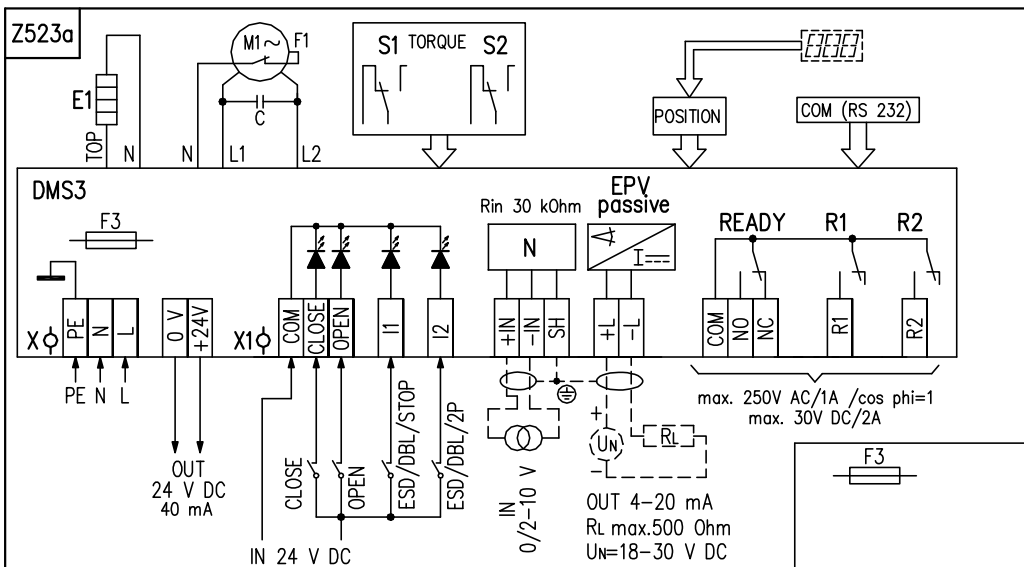 Z523a
M1~
F1
S1 TORQUE S2
E1
C
POSITION
COM (RS 232)
TOP
N
N
L1
L2
DMS3
F3
Rin 30 kOhm
EPV
passive
N
READY
R1
R2
X
PE
N
L
0 V
+24V
X1
COM
CLOSE
OPEN
I1
I2
+IN
-IN
SH
+L
-L
COM
NO
NC
R1
R2
PE N L
OUT
24 V DC
40 mA
CLOSE
OPEN
ESD/DBL/STOP
ESD/DBL/2P
IN 24 V DC
IN
0/2-10 V
+
UN
-
RL
OUT 4-20 mA
RL max.500 Ohm
UN=18-30 V DC
max. 250V AC/1A /cos phi=1
max. 30V DC/2A
F3